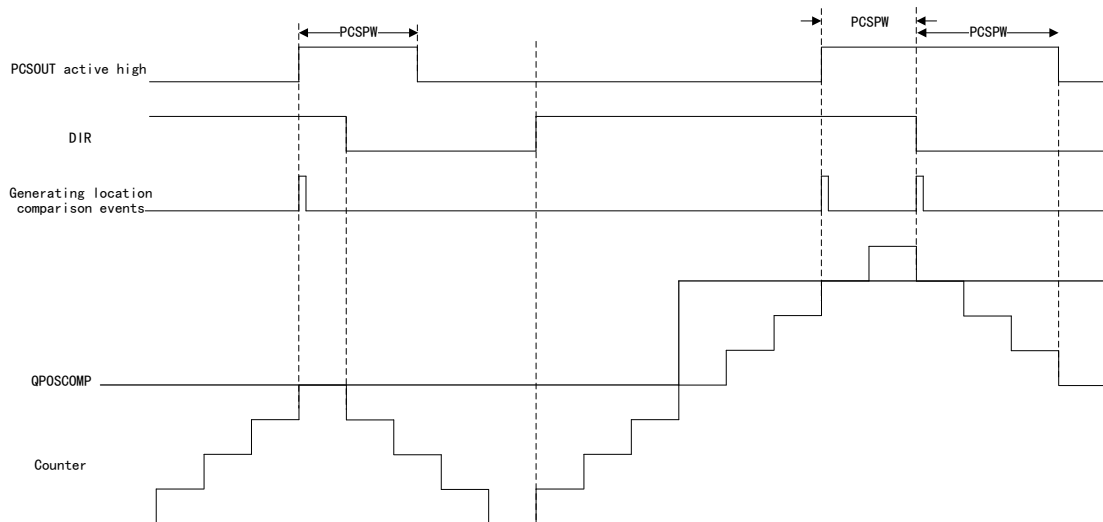 PCSPW
PCSPW
PCSPW
PCSOUT active high
DIR
Generating location
comparison events
QPOSCOMP
Counter